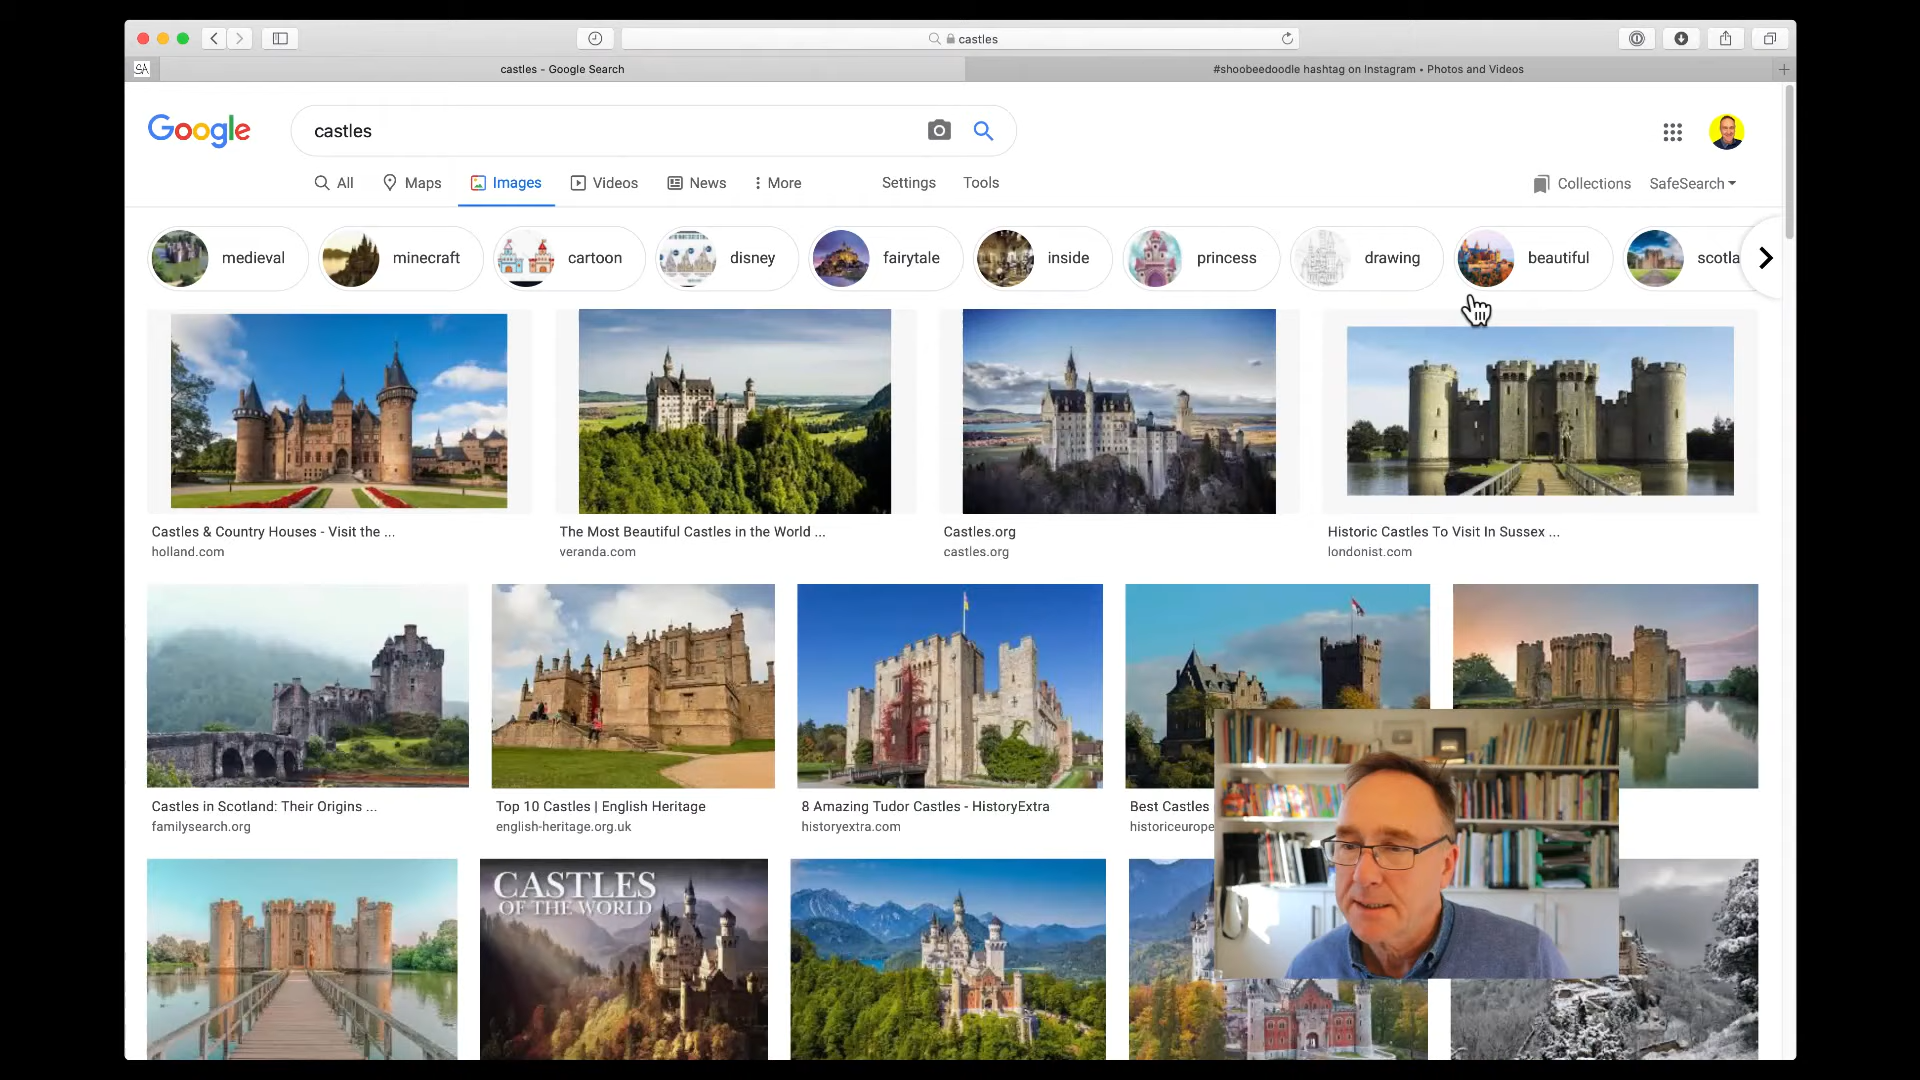 castles
castles - Google Search
#shoobeedoodle hashtag on Instagram • Photos and Videos
Google
castles
All
Maps
Images
Videos
News
More
Settings
Tools
Collections
SafeSearch
medieval
minecraft
cartoon
disney
fairytale
inside
princess
drawing
beautiful
scotla
Castles & Country Houses - Visit the ...
holland.com
The Most Beautiful Castles in the World ...
veranda.com
Castles.org
castles.org
Historic Castles To Visit In Sussex ...
londonist.com
Castles in Scotland: Their Origins ...
familysearch.org
Top 10 Castles | English Heritage
english-heritage.org.uk
8 Amazing Tudor Castles - HistoryExtra
historyextra.com
Best Castles
historiceurope
CASTLES
OF THE WORLD